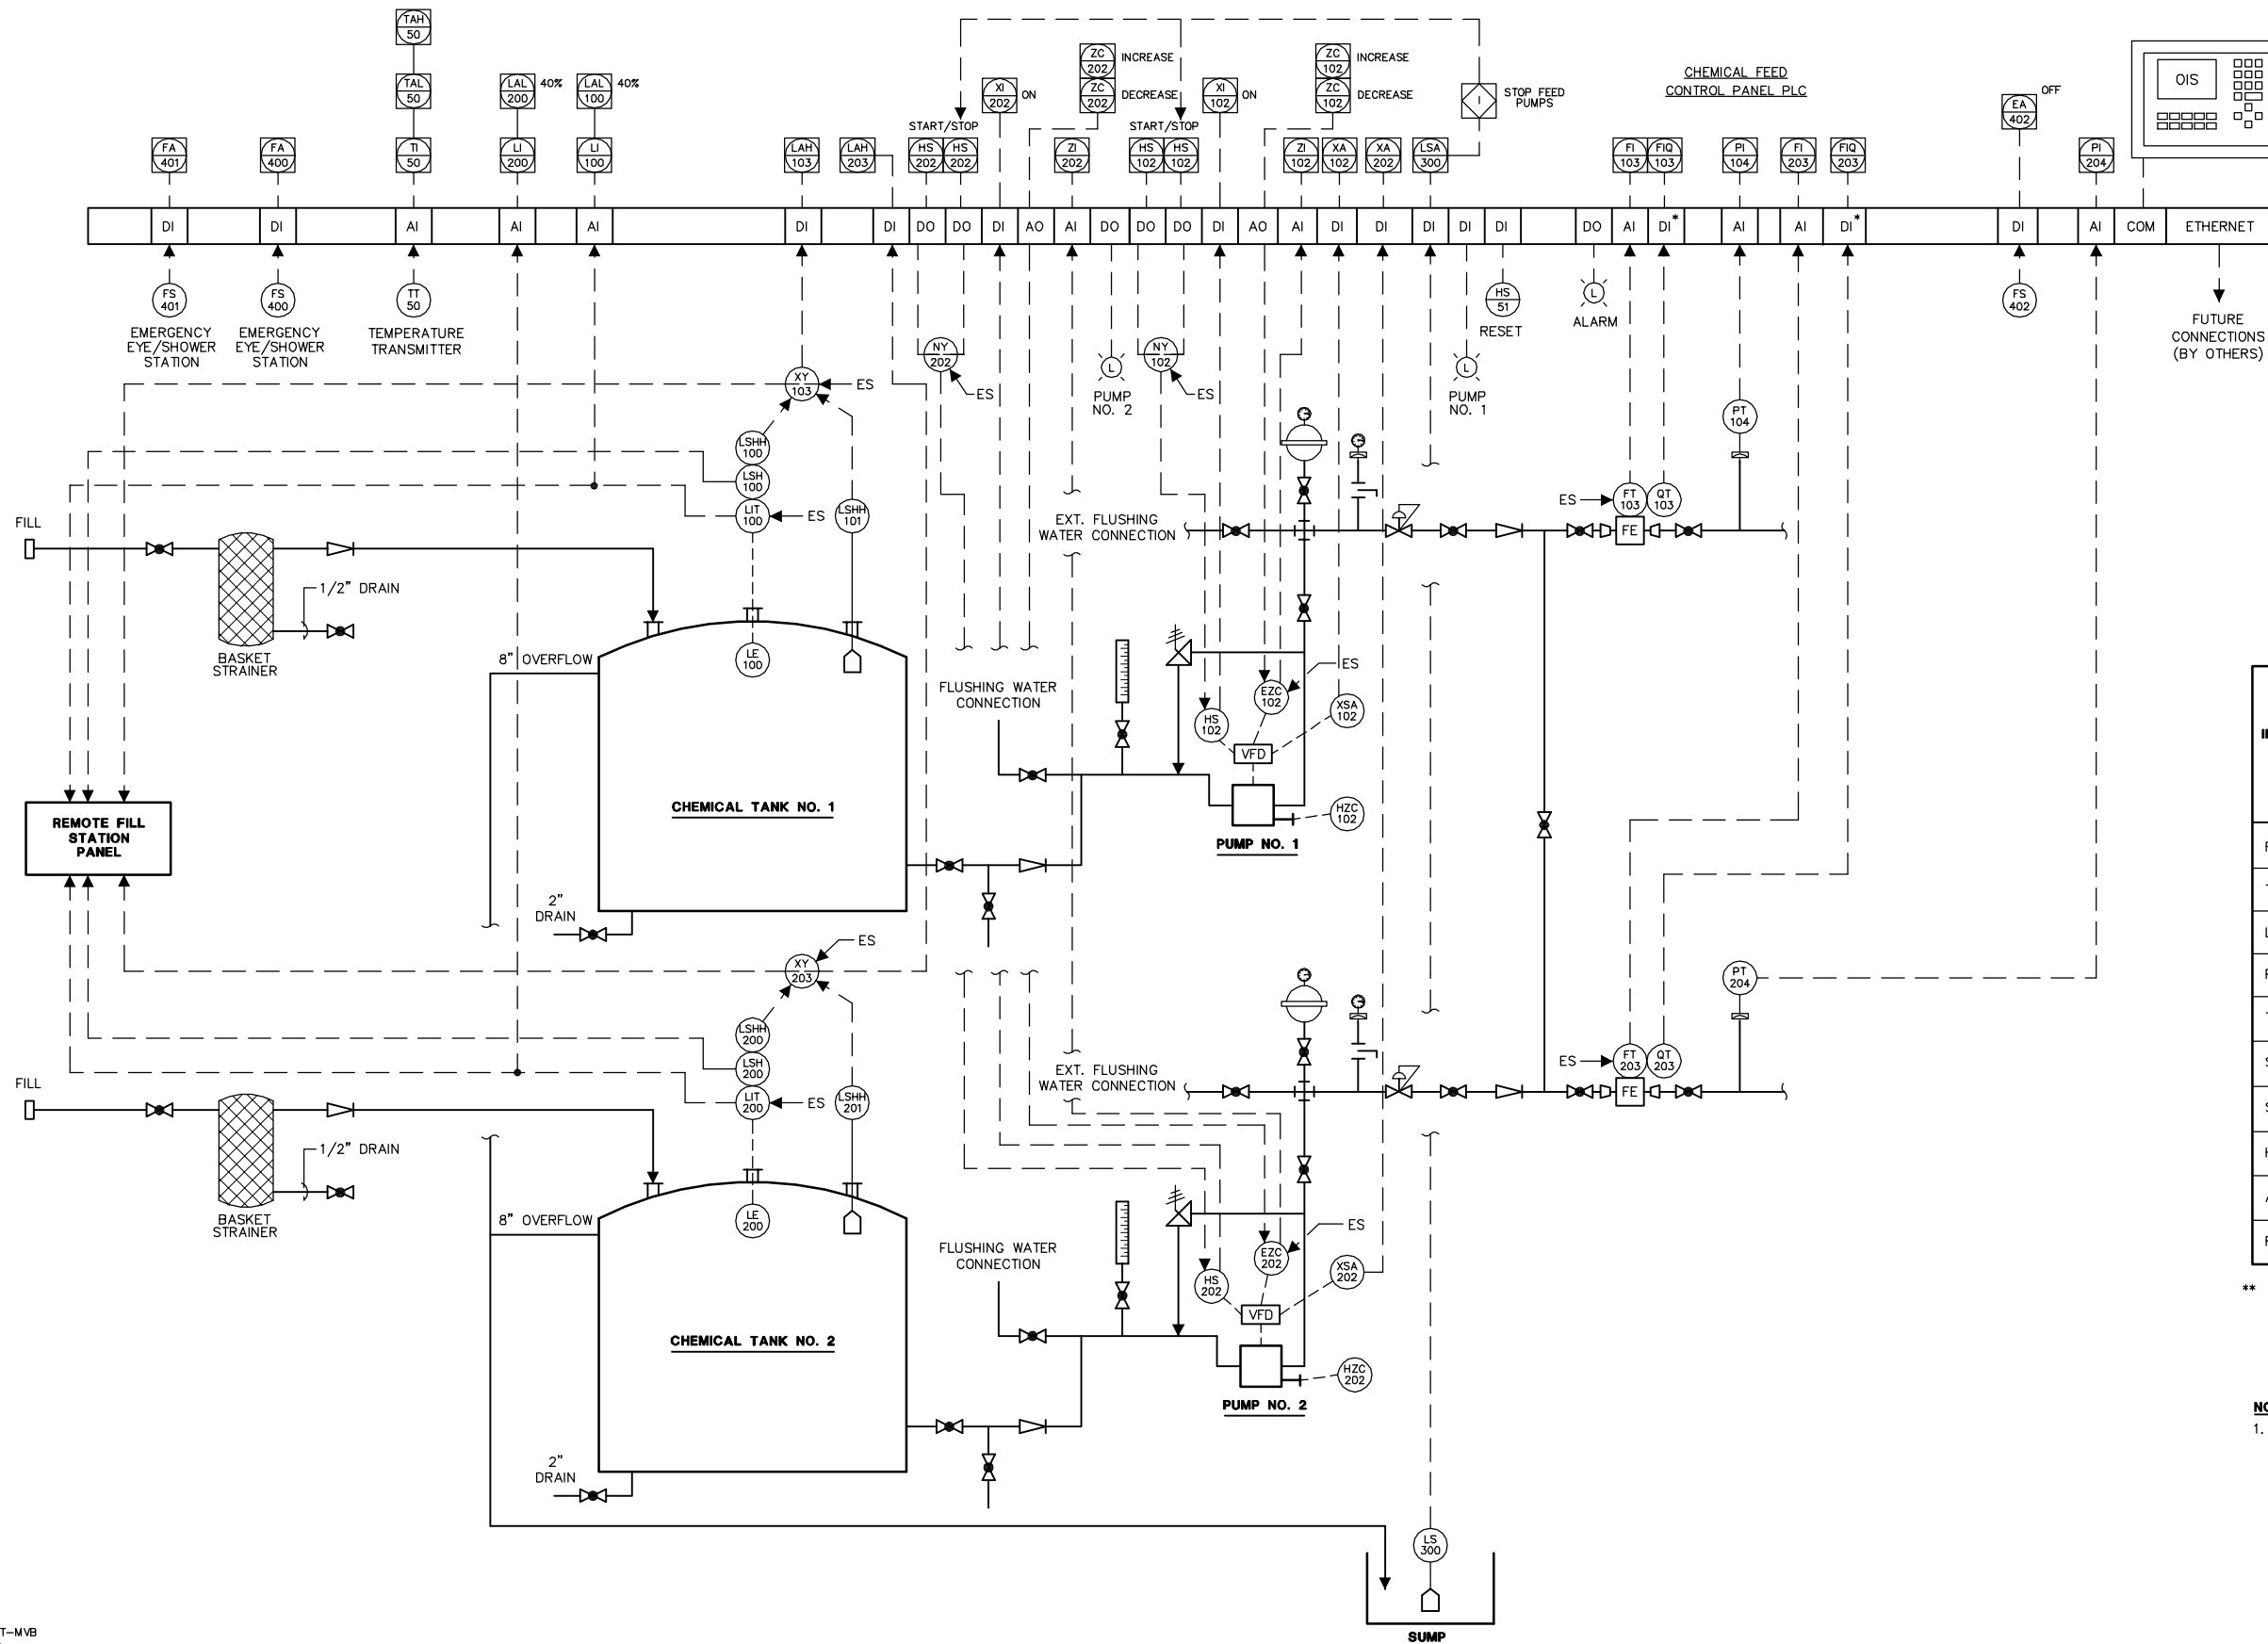 TAH
50
TAL
50
LAL
200
40%
LAL
100
40%
XI
202
ON
ZC
202
INCREASE
ZC
202
DECREASE
XI
102
ON
ZC
102
INCREASE
ZC
102
DECREASE
I
STOP FEED
PUMPS
CHEMICAL FEED
CONTROL PANEL PLC
EA
402
OFF
OIS
FA
401
FA
400
TI
50
LI
200
LI
100
LAH
103
LAH
203
START/STOP
HS
202
HS
202
ZI
202
START/STOP
HS
102
HS
102
ZI
102
XA
102
XA
202
LSA
300
FI
103
FIQ
103
PI
104
FI
203
FIQ
203
PI
204
DI DI AI AI AI DI DI DO DO DI AO AI DO DO DO DI AO AI DI DI DI DI DI DO AI DI* AI AI DI* DI AI COM ETHERNET
FS
401
EMERGENCY
EYE/SHOWER
STATION
FS
400
EMERGENCY
EYE/SHOWER
STATION
TT
50
TEMPERATURE
TRANSMITTER
NY
202
ES
L
PUMP
NO. 2
NY
102
ES
L
PUMP
NO. 1
HS
51
RESET
L
ALARM
FS
402
FUTURE
CONNECTIONS
(BY OTHERS)
XY
103
ES
LSHH
100
LSH
100
LIT
100
ES
LSHH
101
PT
104
ES
FT
103
QT
103
FE
EXT. FLUSHING
WATER CONNECTION
FILL
1/2" DRAIN
BASKET
STRAINER
8" OVERFLOW
LE
100
FLUSHING WATER
CONNECTION
HS
102
EZC
102
ES
XSA
102
VFD
HZC
102
PUMP NO. 1
CHEMICAL TANK NO. 1
REMOTE FILL
STATION
PANEL
2"
DRAIN
XY
203
ES
LSHH
200
LSH
200
LIT
200
ES
LSHH
201
PT
204
ES
FT
203
QT
203
FE
EXT. FLUSHING
WATER CONNECTION
FILL
1/2" DRAIN
BASKET
STRAINER
8" OVERFLOW
LE
200
FLUSHING WATER
CONNECTION
HS
202
EZC
202
ES
XSA
202
VFD
HZC
202
PUMP NO. 2
CHEMICAL TANK NO. 2
2"
DRAIN
**
1.
LS
300
SUMP
T-MVB